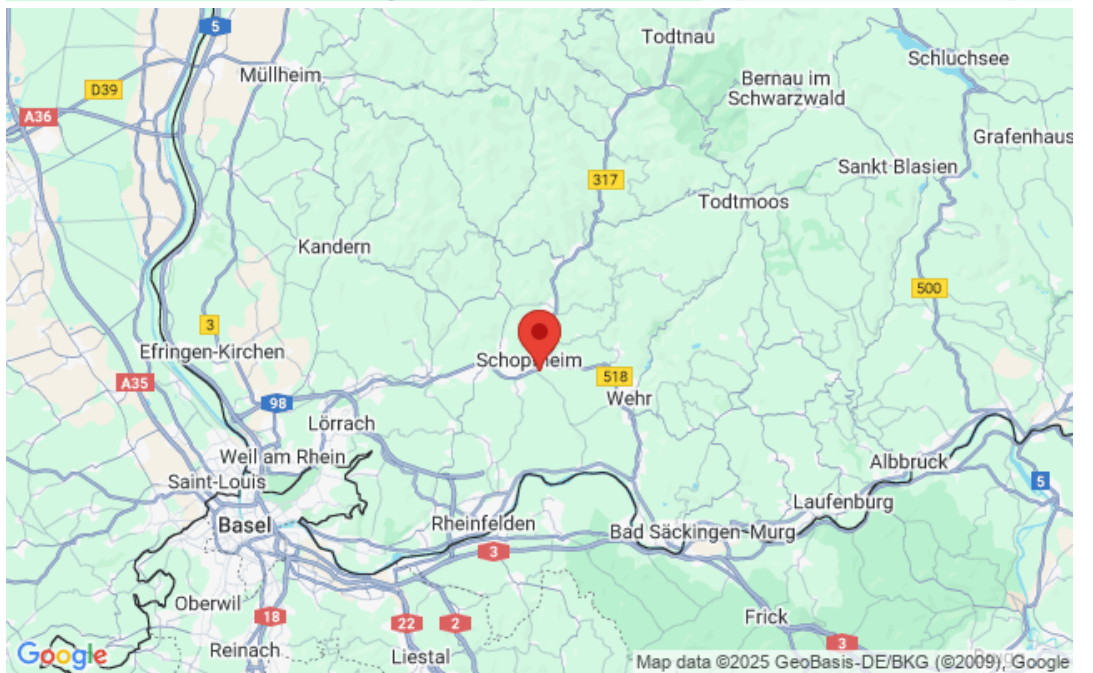 5
Todtnau
Schluchsee
Müllheim
Bernau im
Schwarzwald
D39
A36
Grafenhaus
Sankt Blasien
317
Todtmoos
Kandern
500
3
Efringen-Kirchen
Schopfheim
A35
518
98
Wehr
Lörrach
Weil am Rhein
Albbruck
Saint-Louis
5
Laufenburg
Basel
Rheinfelden
Bad Säckingen-Murg
3
Oberwil
18
22
2
Frick
3
Reinach
Liestal
Google
Map data ©2025 GeoBasis-DE/BKG (©2009), Google